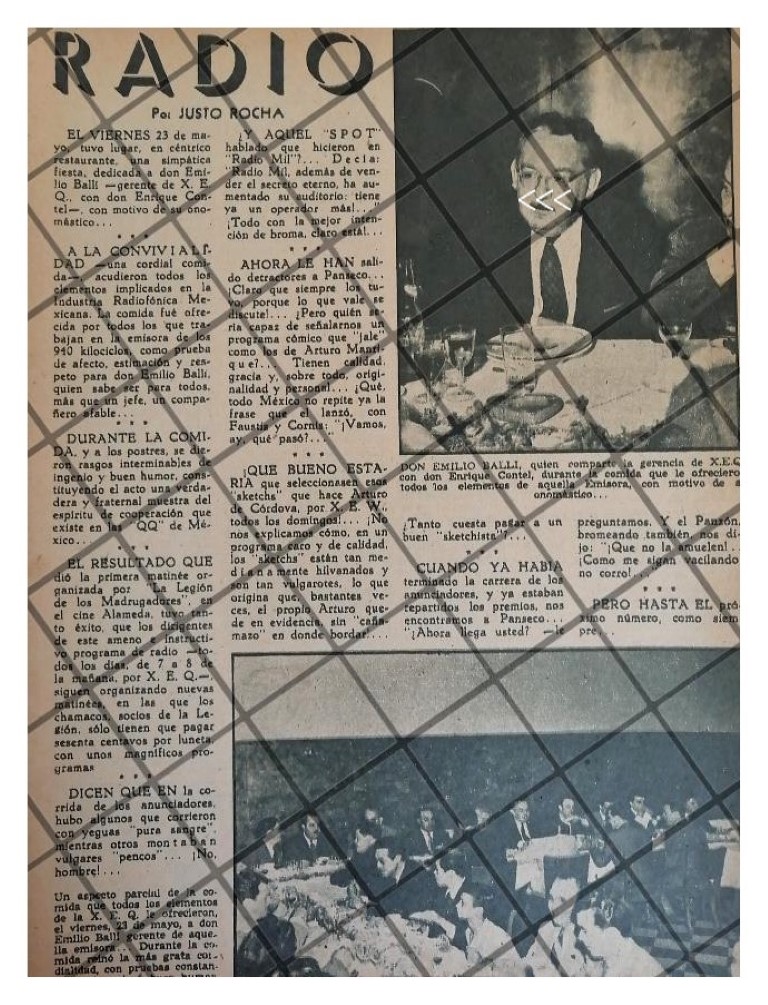 RADIO
Por JUSTO ROCHA
EL VIERNES 23 de ma-
yo, tuvo lugar, en céntrico
restaurante, una simpática
fiesta, dedicada a don Emi-
lio Balli —gerente de X. E.
Q., con don Enrique Con-
tel—, con motivo de su ono-
mástico...
* * *
A LA CONVIVIALI-
DAD —una cordial comi-
da—, acudieron todos los
elementos implicados en la
Industria Radiofónica Me-
xicana. La comida fué ofre-
cida por todos los que tra-
bajan en la emisora de los
940 kilociclos, como prueba
de afecto, estimación y res-
peto para don Emilio Balli,
quien sabe ser para todos,
más que un jefe, un compa-
ñero afable...
* * *
DURANTE LA COMI-
DA, y a los postres, se die-
ron rasgos interminables de
ingenio y buen humor, cons-
tituyendo el acto una verda-
dera y fraternal muestra del
espíritu de cooperación que
existe en las "QQ" de Mé-
xico...
* * *
EL RESULTADO QUE
dió la primera matinée or-
ganizada por "La Legión
de los Madrugadores", en
el cine Alameda, tuvo tan-
to éxito, que los dirigentes
de este ameno e instructi-
vo programa de radio —to-
dos los días, de 7 a 8 de
la mañana, por X. E. Q.—,
siguen organizando nuevas
matinées, en las que los
chamacos, socios de la Le-
gión, sólo tienen que pagar
sesenta centavos por luneta,
con unos magníficos pro-
gramas
* * *
DICEN QUE EN la co-
rrida de los anunciadores,
hubo algunos que corrieron
con yeguas "pura sangre",
mientras otros montaban
vulgares "pencos"... ¡No,
hombre!...
Un aspecto parcial de la co-
mida que todos los elementos
de la X. E. Q. le ofrecieron,
el viernes, 23 de mayo, a don
Emilio Balli gerente de aque-
lla emisora... Durante la co-
mida reinó la más grata cor-
dialidad, con pruebas constan-
¿Y AQUEL "SPOT"
hablado que hicieron en
"Radio Mil"?... Decía:
"Radio Mil, además de ven-
der el secreto eterno, ha au-
mentado su auditorio: tiene
ya un operador más!..."
¡Todo con la mejor inten-
ción de broma, claro está!...
* * *
AHORA LE HAN sali-
do detractores a Panseco...
¡Claro que siempre los tu-
vo, porque lo que vale se
discute!... ¿Pero quién se-
ría capaz de señalarnos un
programa cómico que "jale"
como los de Arturo Manri-
que?... Tienen calidad,
gracia y, sobre todo, origi-
nalidad y personal... ¿Qué,
todo México no repite ya la
frase que él lanzó, con
Faustis y Cornis: "¡Vamos,
ay, qué pasó?..."
* * *
¡QUE BUENO ESTA-
RIA que seleccionasen esos
"sketchs" que hace Arturo
de Córdova, por X. E. W.,
todos los domingos!... ¡No
nos explicamos cómo, en un
programa caro y de calidad,
los "sketchs" están tan me-
dianamente hilvanados y
son tan vulgarotes, lo que
origina que, bastantes ve-
ces, el propio Arturo que-
de en evidencia, sin "caña-
mazo" en donde bordar!...
<<<
DON EMILIO BALLI, quien comparte la gerencia de X.E.Q
con don Enrique Contel, durante la comida que le ofreciero
todos los elementos de aquella Emisora, con motivo de s
onomástico...
¿Tanto cuesta pagar a un
buen "sketchista"?...
* * *
CUANDO YA HABIA
terminado la carrera de los
anunciadores, y ya estaban
repartidos los premios, nos
encontramos a Panseco...
"¿Ahora llega usted? —le
preguntamos. Y el Panzón,
bromeando también, nos di-
jo: "¡Que no la amuelen!...
¡Como me sigan vacilando
no corro!...
* * *
PERO HASTA EL pró-
ximo número, como siem
pre...